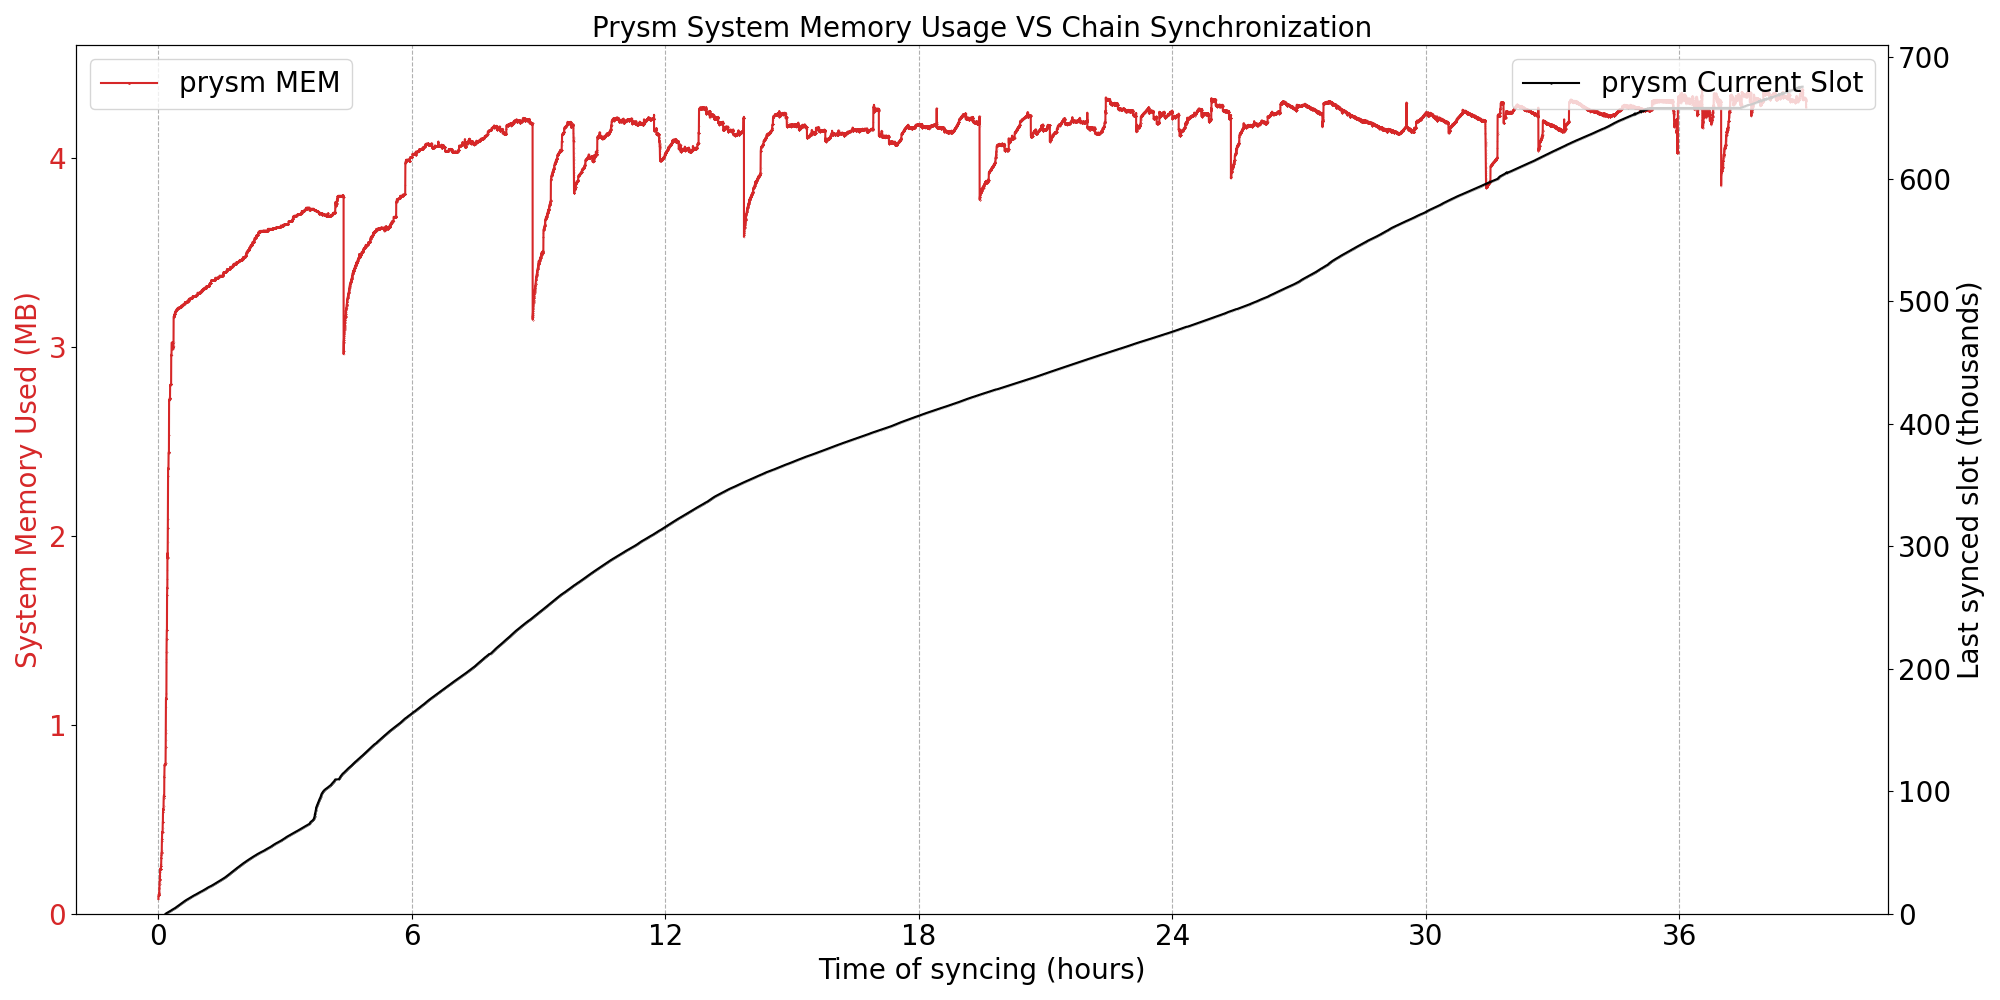 Prysm System Memory Usage VS Chain Synchronization
prysm MEM
prysm Current Slot
System Memory Used (MB)
4
3
2
1
0
700
600
500
400
300
200
100
0
Last synced slot (thousands)
0 6 12 18 24 30 36
Time of syncing (hours)